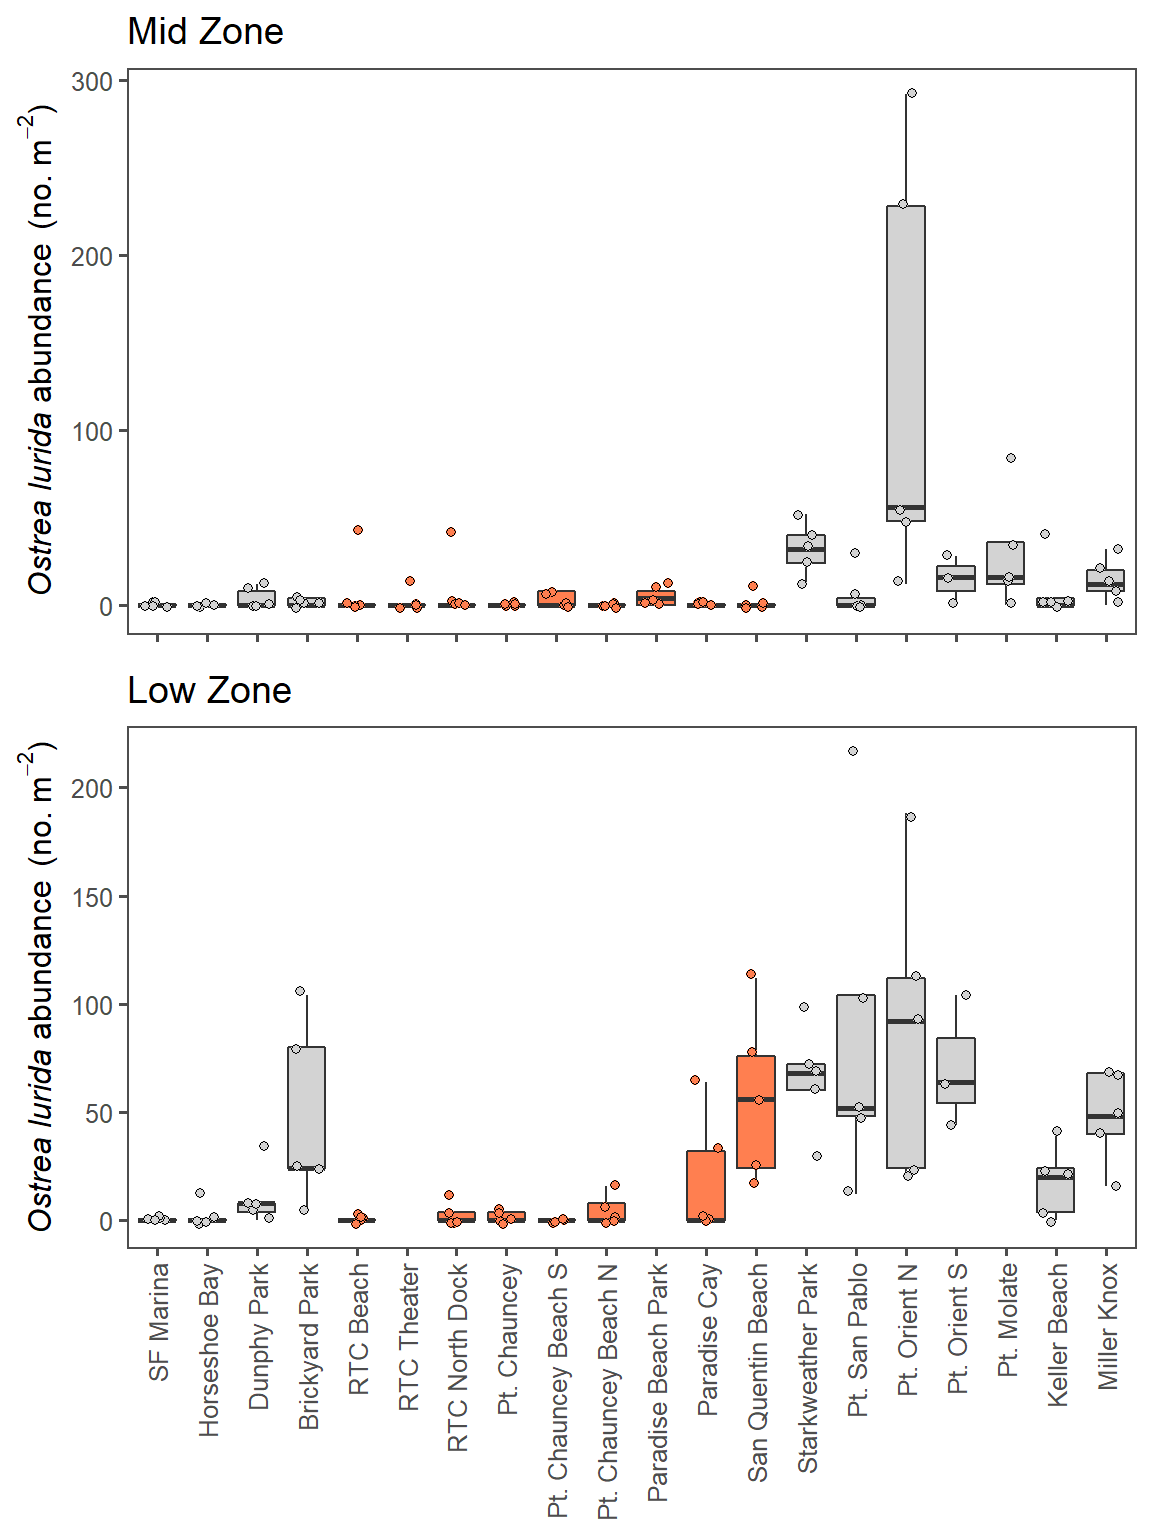 Mid Zone
Ostrea lurida abundance (no. m⁻²)
300
200
100
0
Low Zone
Ostrea lurida abundance (no. m⁻²)
200
150
100
50
0
SF Marina
Horseshoe Bay
Dunphy Park
Brickyard Park
RTC Beach
RTC Theater
RTC North Dock
Pt. Chauncey
Pt. Chauncey Beach S
Pt. Chauncey Beach N
Paradise Beach Park
Paradise Cay
San Quentin Beach
Starkweather Park
Pt. San Pablo
Pt. Orient N
Pt. Orient S
Pt. Molate
Keller Beach
Miller Knox